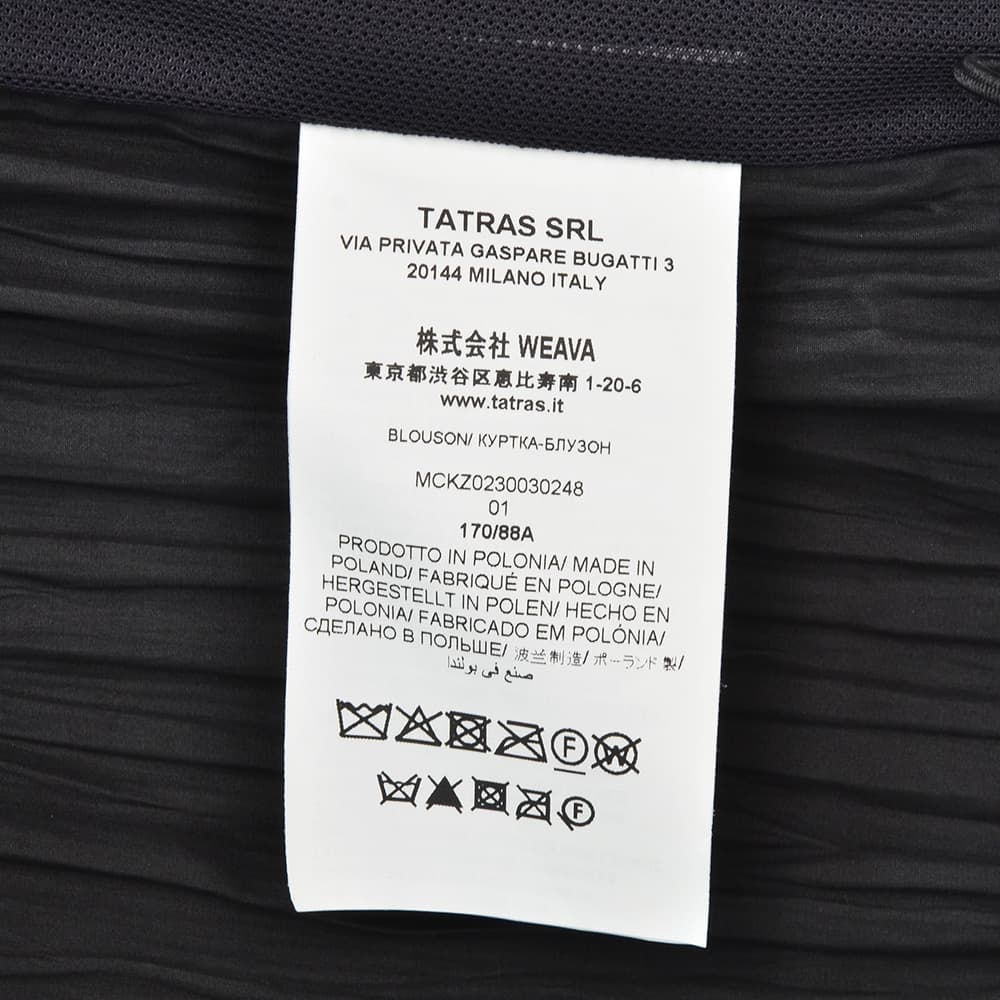 TATRAS SRL
VIA PRIVATA GASPARE BUGATTI 3
20144 MILANO ITALY
株式会社 WEAVA
東京都渋谷区恵比寿南 1-20-6
www.tatras.it
BLOUSON/ КУРТКА-БЛУЗОН
MCKZ0230030248
01
170/88A
PRODOTTO IN POLONIA/ MADE IN
POLAND/ FABRIQUÉ EN POLOGNE/
HERGESTELLT IN POLEN/ HECHO EN
POLONIA/ FABRICADO EM POLÓNIA/
СДЕЛАНО В ПОЛЬШЕ/ 波兰制造/ ポーランド 製/
صنع في بولندا
F W
F